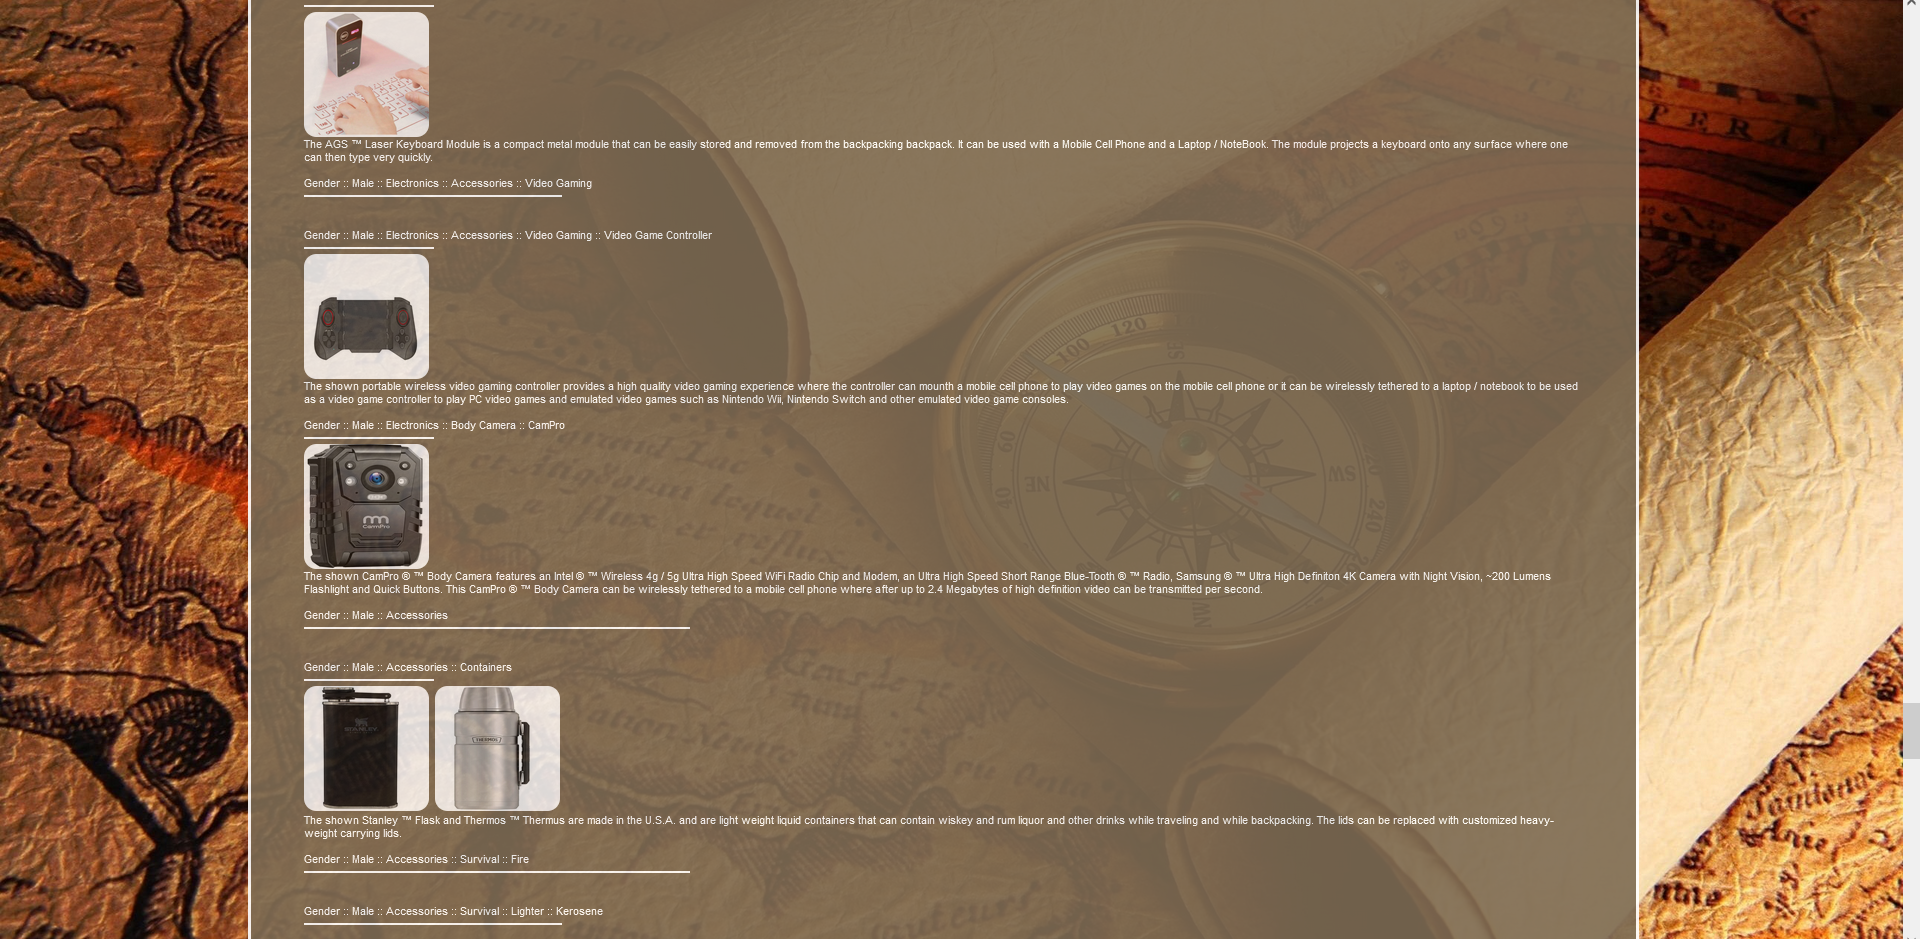 The AGS ™ Laser Keyboard Module is a compact metal module that can be easily stored and removed from the backpacking backpack. It can be used with a Mobile Cell Phone and a Laptop / NoteBook. The module projects a keyboard onto any surface where one
can then type very quickly.
Gender :: Male :: Electronics :: Accessories :: Video Gaming
Gender :: Male :: Electronics :: Accessories :: Video Gaming :: Video Game Controller
The shown portable wireless video gaming controller provides a high quality video gaming experience where the controller can mounth a mobile cell phone to play video games on the mobile cell phone or it can be wirelessly tethered to a laptop / notebook to be used
as a video game controller to play PC video games and emulated video games such as Nintendo Wii, Nintendo Switch and other emulated video game consoles.
Gender :: Male :: Electronics :: Body Camera :: CamPro
CamPro
The shown CamPro ® ™ Body Camera features an Intel ® ™ Wireless 4g / 5g Ultra High Speed WiFi Radio Chip and Modem, an Ultra High Speed Short Range Blue-Tooth ® ™ Radio, Samsung ® ™ Ultra High Definiton 4K Camera with Night Vision, ~200 Lumens
Flashlight and Quick Buttons. This CamPro ® ™ Body Camera can be wirelessly tethered to a mobile cell phone where after up to 2.4 Megabytes of high definition video can be transmitted per second.
Gender :: Male :: Accessories
Gender :: Male :: Accessories :: Containers
STANLEY
THERMOS
The shown Stanley ™ Flask and Thermos ™ Thermus are made in the U.S.A. and are light weight liquid containers that can contain wiskey and rum liquor and other drinks while traveling and while backpacking. The lids can be replaced with customized heavy-
weight carrying lids.
Gender :: Male :: Accessories :: Survival :: Fire
Gender :: Male :: Accessories :: Survival :: Lighter :: Kerosene
120
100
60
40
NE
SW
240